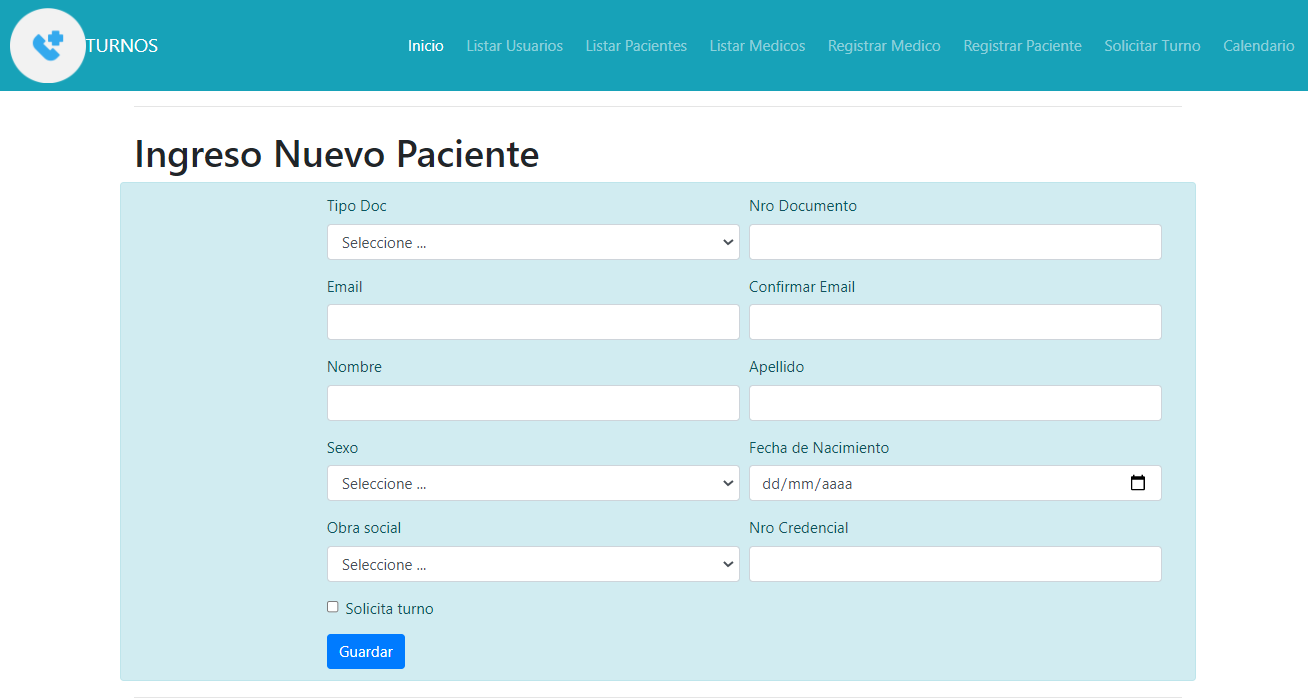 TURNOS Inicio Listar Usuarios Listar Pacientes Listar Medicos Registrar Medico Registrar Paciente Solicitar Turno Calendario
Ingreso Nuevo Paciente
Tipo Doc Nro Documento
Seleccione ...
Email Confirmar Email
Nombre Apellido
Sexo Fecha de Nacimiento
Seleccione ... dd/mm/aaaa
Obra social Nro Credencial
Seleccione ...
Solicita turno
Guardar